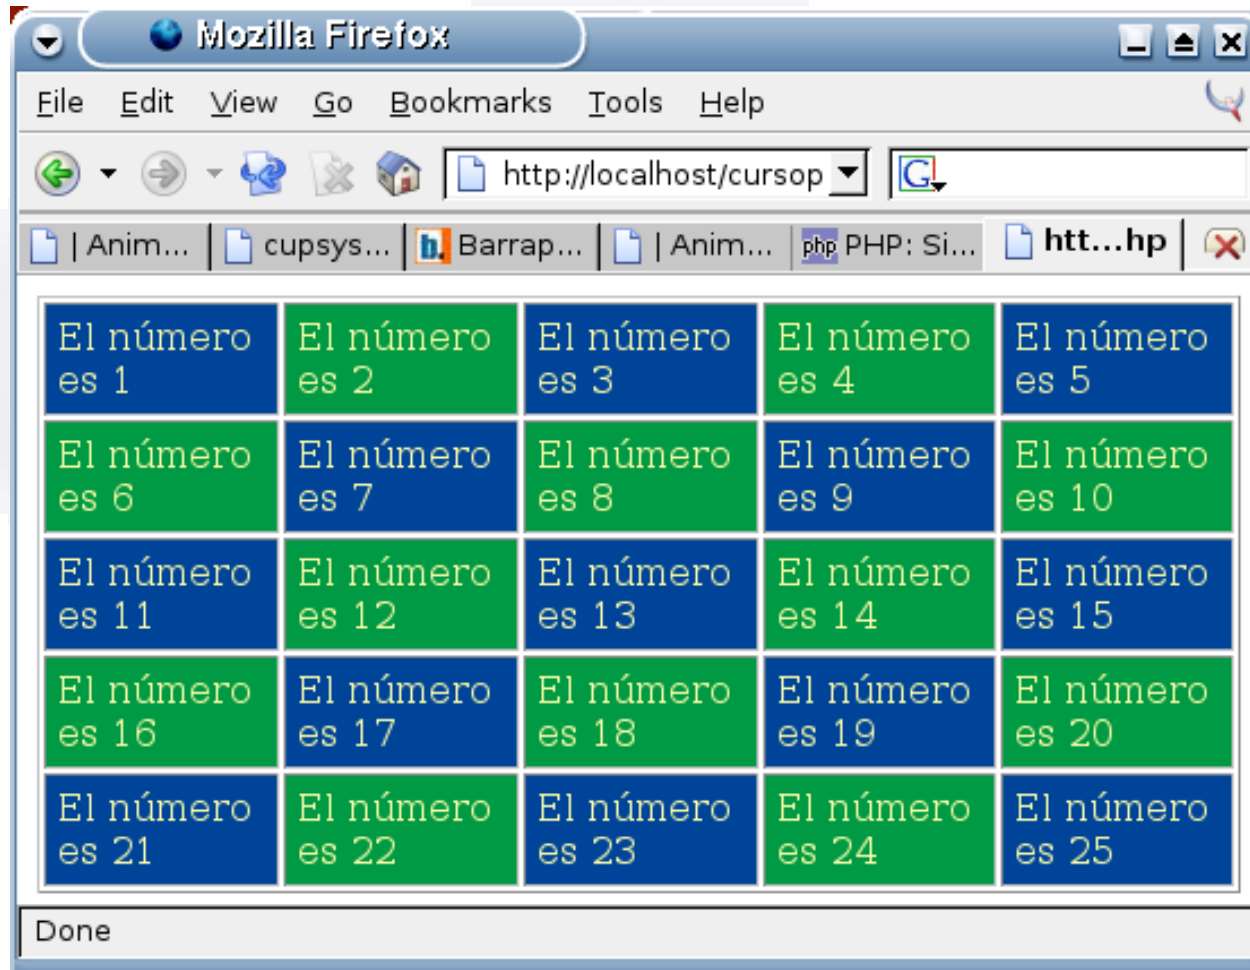 Mozilla Firefox
File Edit View Go Bookmarks Tools Help
http://localhost/cursop G
| Anim... cupsys... b. Barrap... | Anim... php PHP: Si... htt...hp
El número El número El número El número El número
es 1 es 2 es 3 es 4 es 5
El número El número El número El número El número
es 6 es 7 es 8 es 9 es 10
El número El número El número El número El número
es 11 es 12 es 13 es 14 es 15
El número El número El número El número El número
es 16 es 17 es 18 es 19 es 20
El número El número El número El número El número
es 21 es 22 es 23 es 24 es 25
Done